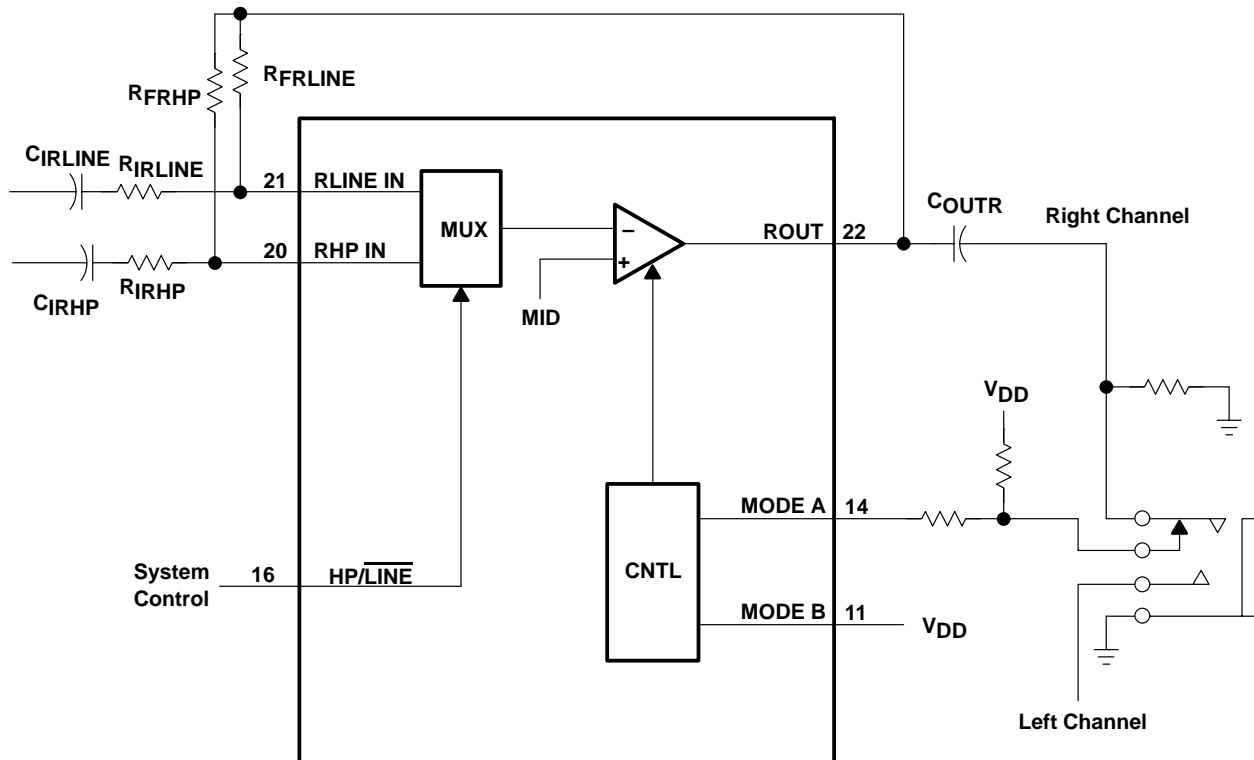 RFRHP
RFRLINE
CIRLINE
RIRLINE
21
RLINE IN
20
RHP IN
CIRHP
RIRHP
MUX
−
+
MID
ROUT
22
COUTR
Right Channel
VDD
MODE A
14
CNTL
System
Control
16
HP/LINE
MODE B
11
VDD
Left Channel